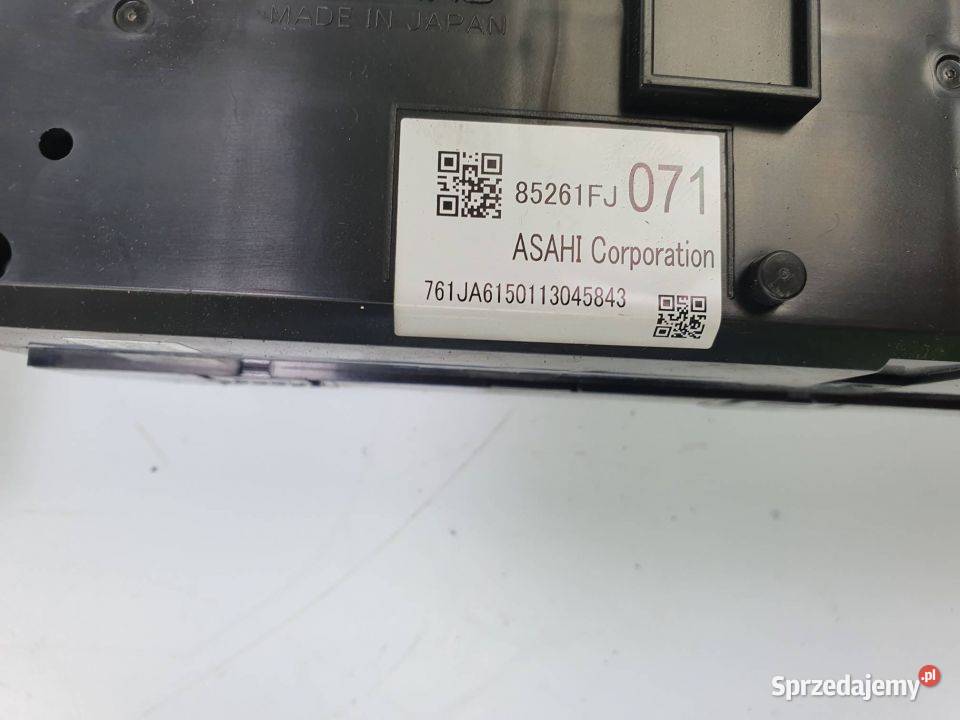 MADE IN JAPAN
85261FJ 071
ASAHI Corporation
761JA6150113045843
Sprzedajemy.pl